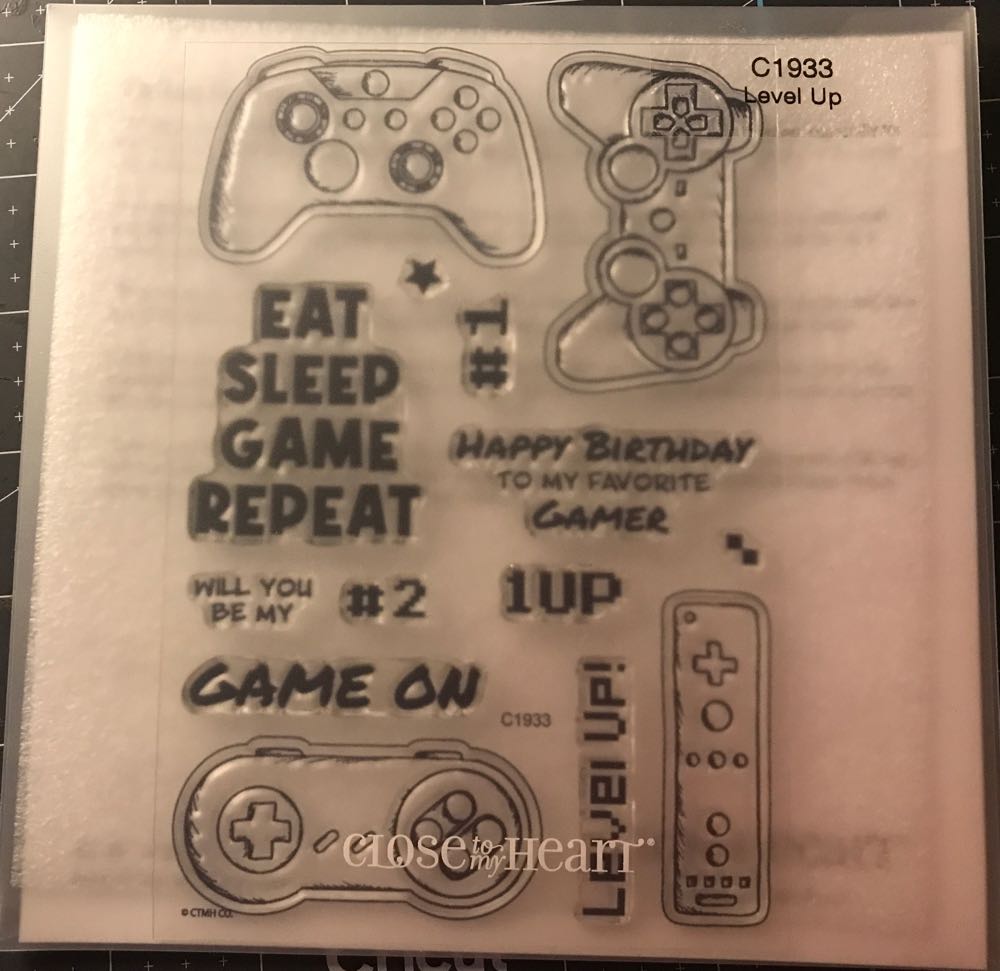 C1933
Level Up
EAT
SLEEP
GAME
REPEAT
#1
HAPPY BIRTHDAY
TO MY FAVORITE
GAMER
WILL YOU
BE MY
#2
1UP
GAME ON
C1933
Level Up!
CLOSE to my HEART®
© CTMH CO.
Cricut